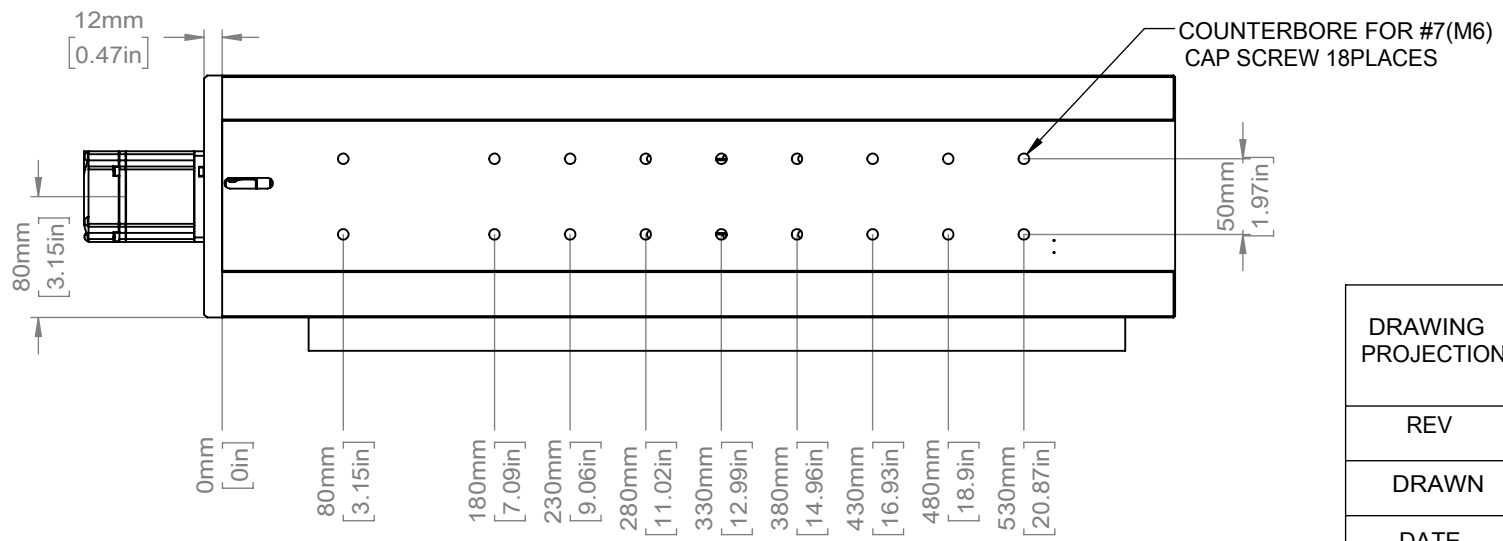 12mm
[0.47in]
COUNTERBORE FOR #7(M6)
CAP SCREW 18PLACES
80mm
[3.15in]
50mm
[1.97in]
0mm
[0in]
80mm
[3.15in]
180mm
[7.09in]
230mm
[9.06in]
280mm
[11.02in]
330mm
[12.99in]
380mm
[14.96in]
430mm
[16.93in]
480mm
[18.9in]
530mm
[20.87in]
DRAWING
PROJECTION
REV
DRAWN
DATE